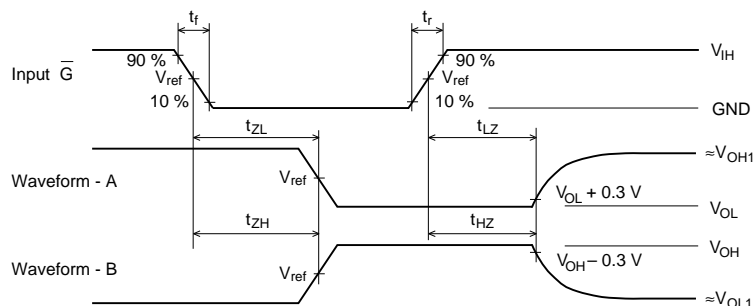 t_f
t_r
90 %
90 %
V_IH
Input G̅
V_ref
V_ref
10 %
10 %
GND
t_ZL
t_LZ
≈V_OH1
Waveform - A
V_ref
V_OL + 0.3 V
V_OL
t_ZH
t_HZ
V_OH
V_OH – 0.3 V
Waveform - B
V_ref
≈V_OL1